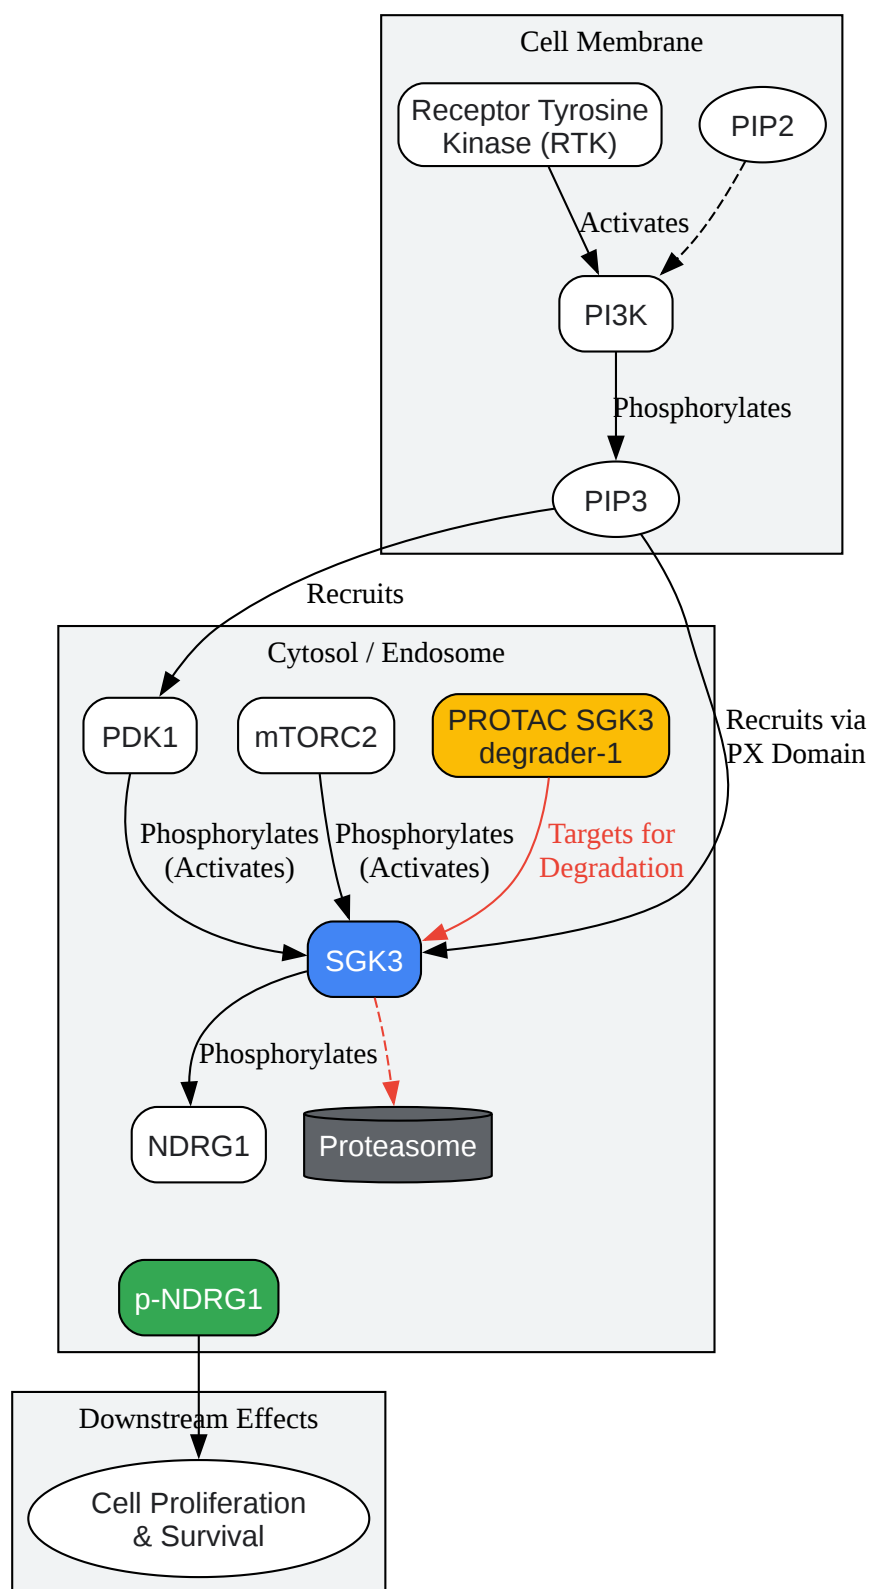 Cell Membrane
Receptor Tyrosine
Kinase (RTK)
PIP2
Activates
PI3K
Phosphorylates
PIP3
Recruits
Cytosol / Endosome
PDK1
mTORC2
PROTAC SGK3
degrader-1
Recruits via
PX Domain
Phosphorylates
(Activates)
Phosphorylates
(Activates)
Targets for
Degradation
SGK3
Phosphorylates
NDRG1
Proteasome
p-NDRG1
Downstream Effects
Cell Proliferation
& Survival